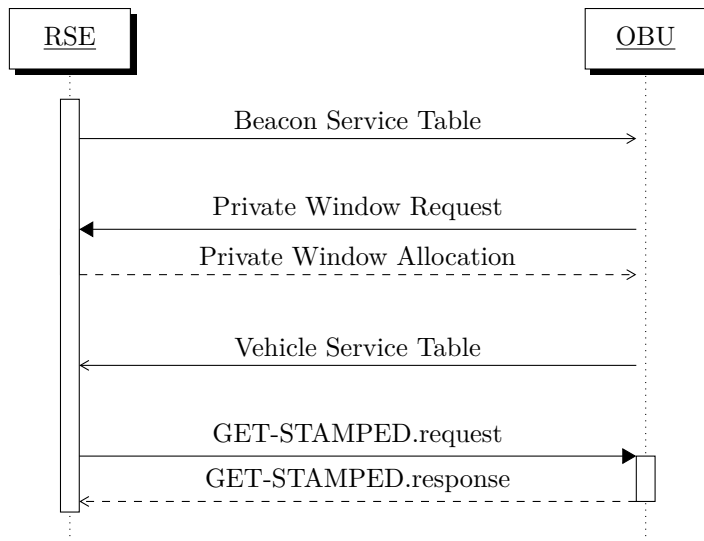 RSE
OBU
Beacon Service Table
Private Window Request
Private Window Allocation
Vehicle Service Table
GET-STAMPED.request
GET-STAMPED.response